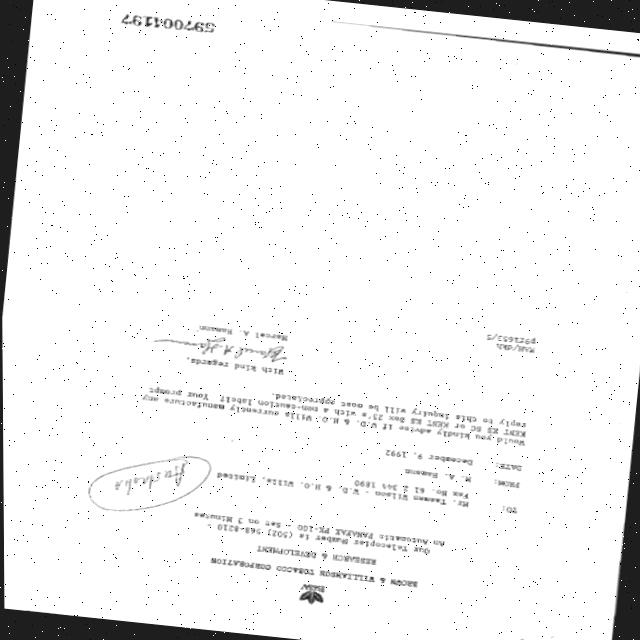 B&W
BROWN & WILLIAMSON TOBACCO CORPORATION
RESEARCH & DEVELOPMENT
Our Telecopier Number is (502) 568-8210 -
An Automatic PANAFAX PX-100 - Set on 3 Minutes
TO: Mr. Tasman Wilson - W.D. & H.O. Wills, Limited
Fax No. 61 2 344 1890
FROM: M. A. Hamann
DATE: December 9, 1992
Would you kindly advise if W.D. & H.O. Wills currently manufacture any
KENT KS SC or KENT KS Box 25's with a non-caution label? Your prompt
reply to this inquiry will be most appreciated.
With kind regards,
Marcel A. Hamann
MAH/dkh
597004197